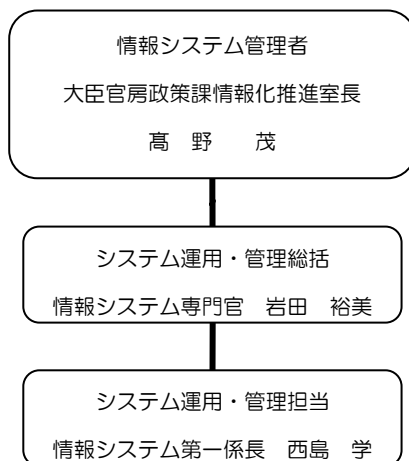 情報システム管理者
大臣官房政策課情報化推進室長
髙　野　　茂
システム運用・管理総括
情報システム専門官　岩田　裕美
システム運用・管理担当
情報システム第一係長　西島　学